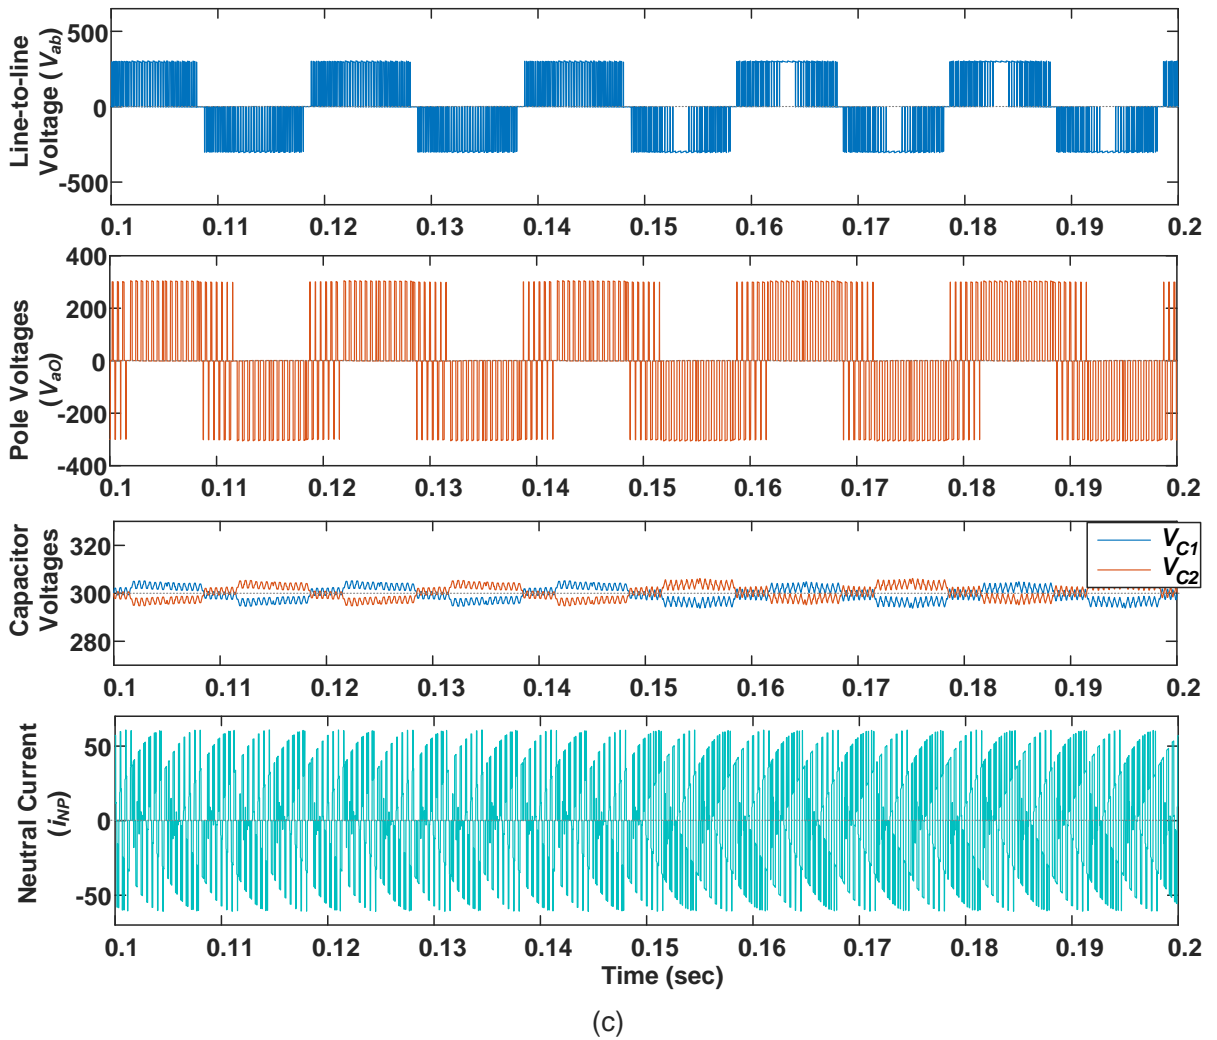 Line-to-line
Voltage (Vab)
500
0
-500
0.1 0.11 0.12 0.13 0.14 0.15 0.16 0.17 0.18 0.19 0.2
Pole Voltages
(VaO)
400
200
0
-200
-400
0.1 0.11 0.12 0.13 0.14 0.15 0.16 0.17 0.18 0.19 0.2
Capacitor
Voltages
320
300
280
VC1
VC2
0.1 0.11 0.12 0.13 0.14 0.15 0.16 0.17 0.18 0.19 0.2
Neutral Current
(iNP)
50
0
-50
0.1 0.11 0.12 0.13 0.14 0.15 0.16 0.17 0.18 0.19 0.2
Time (sec)
(c)